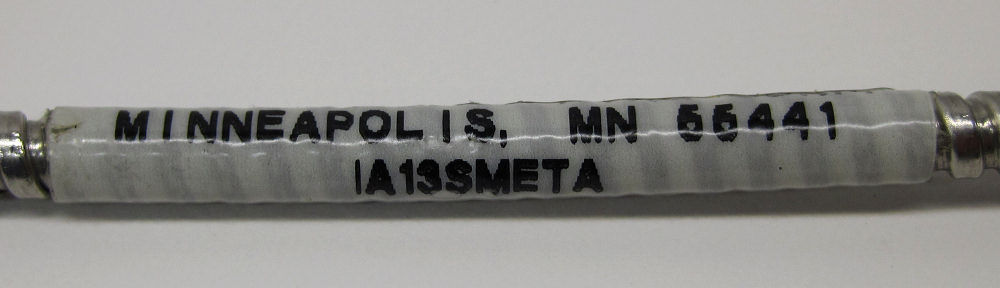 MINNEAPOLIS, MN 55441
IA13SMETA